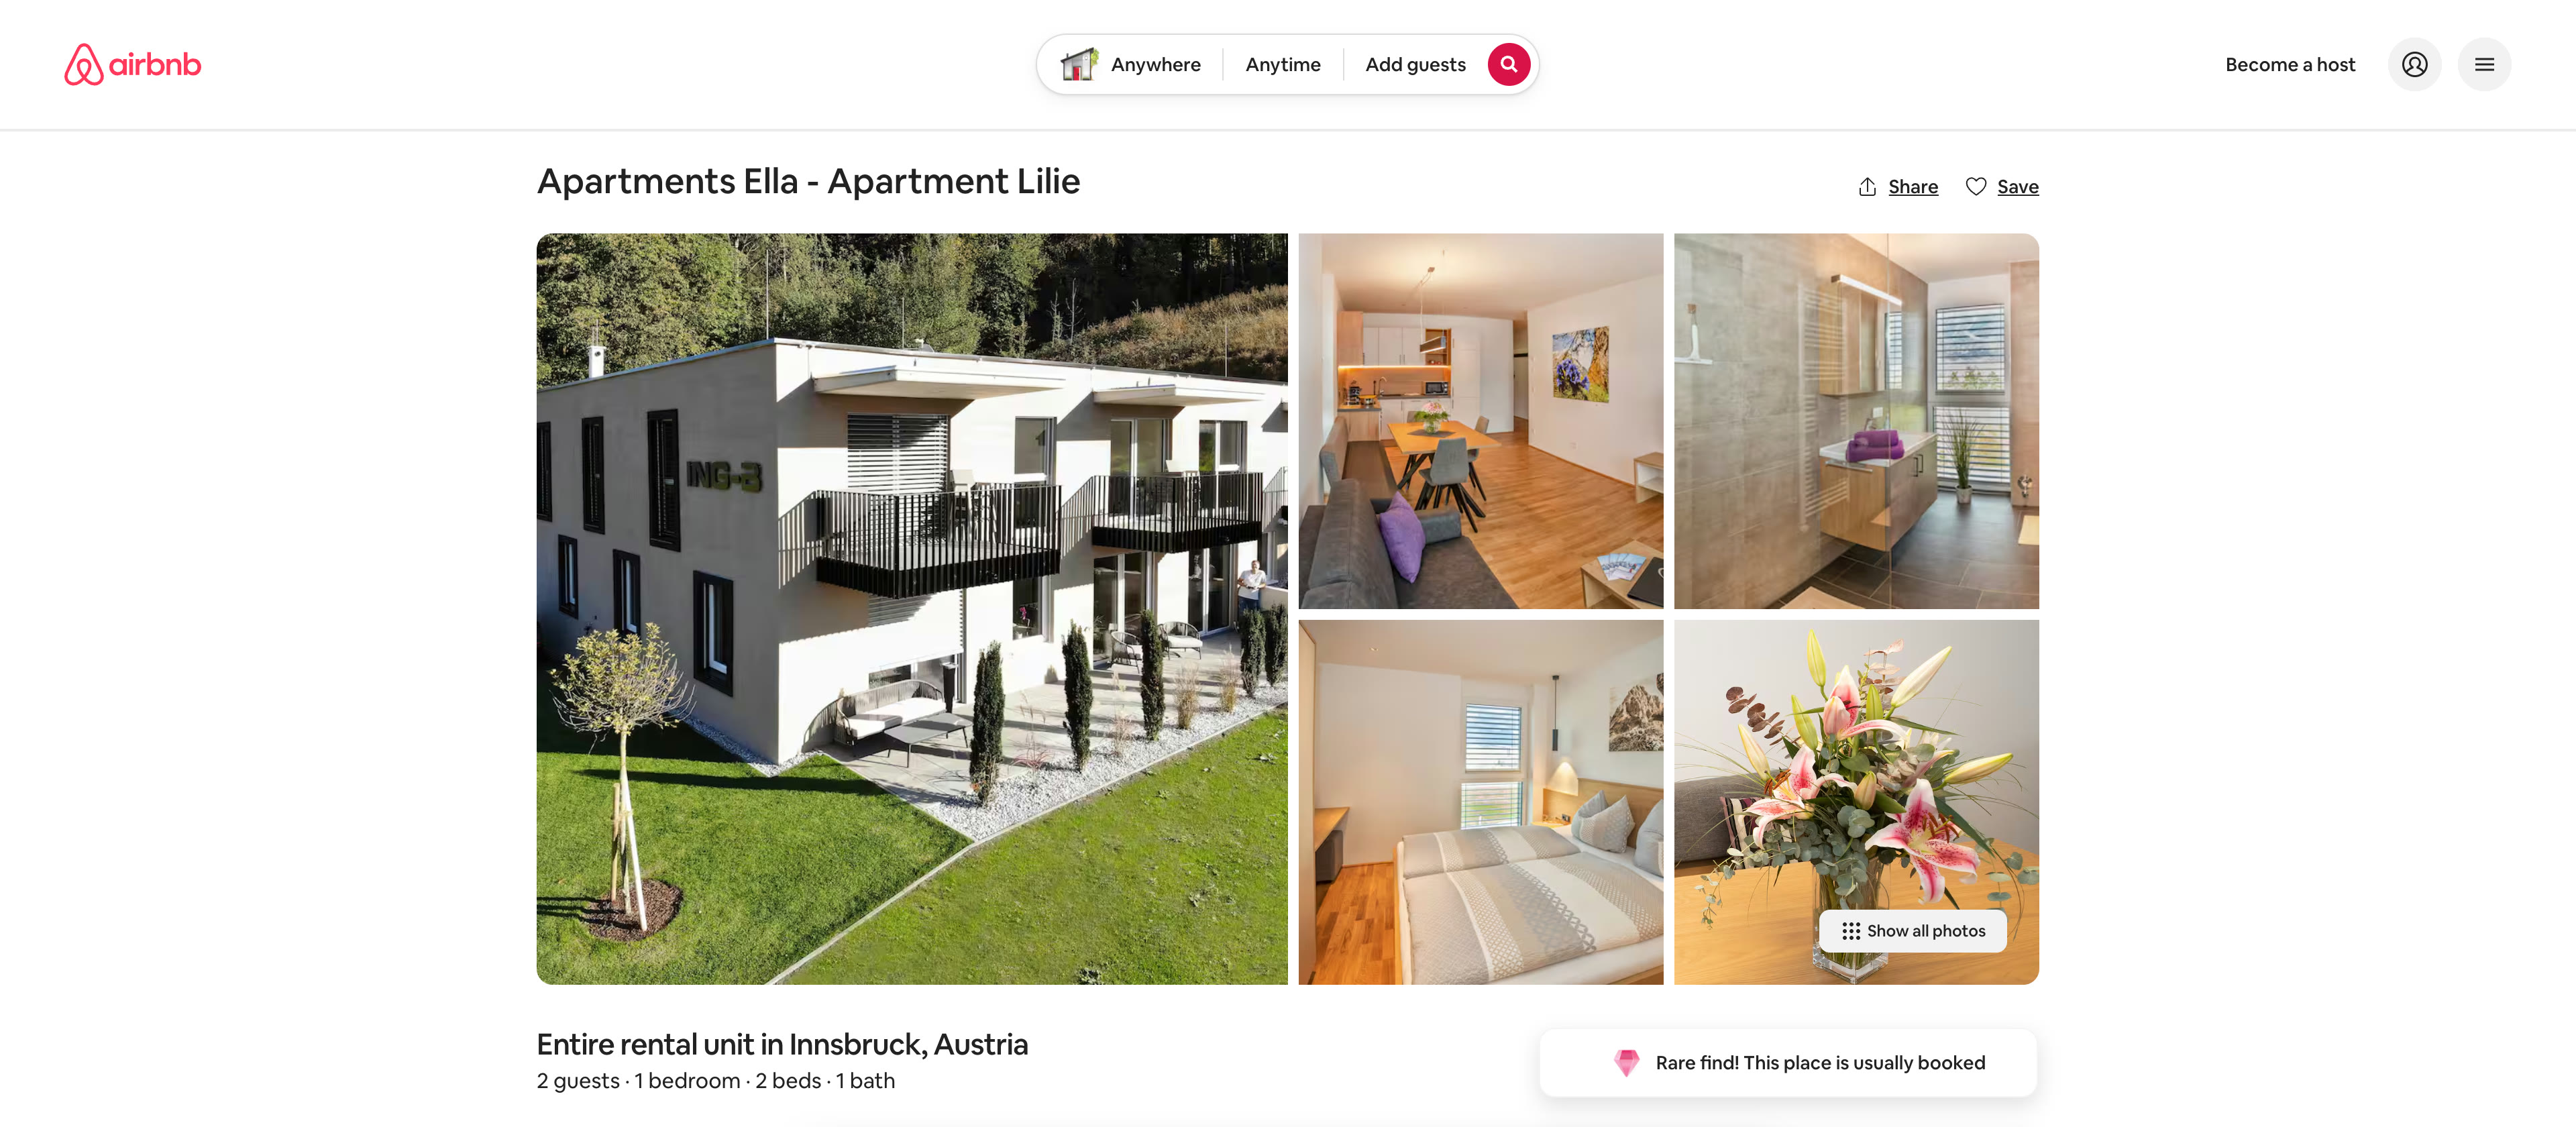 airbnb
Anywhere
Anytime
Add guests
Become a host
Apartments Ella - Apartment Lilie
Share
Save
ING-B
Show all photos
Entire rental unit in Innsbruck, Austria
2 guests · 1 bedroom · 2 beds · 1 bath
Rare find! This place is usually booked